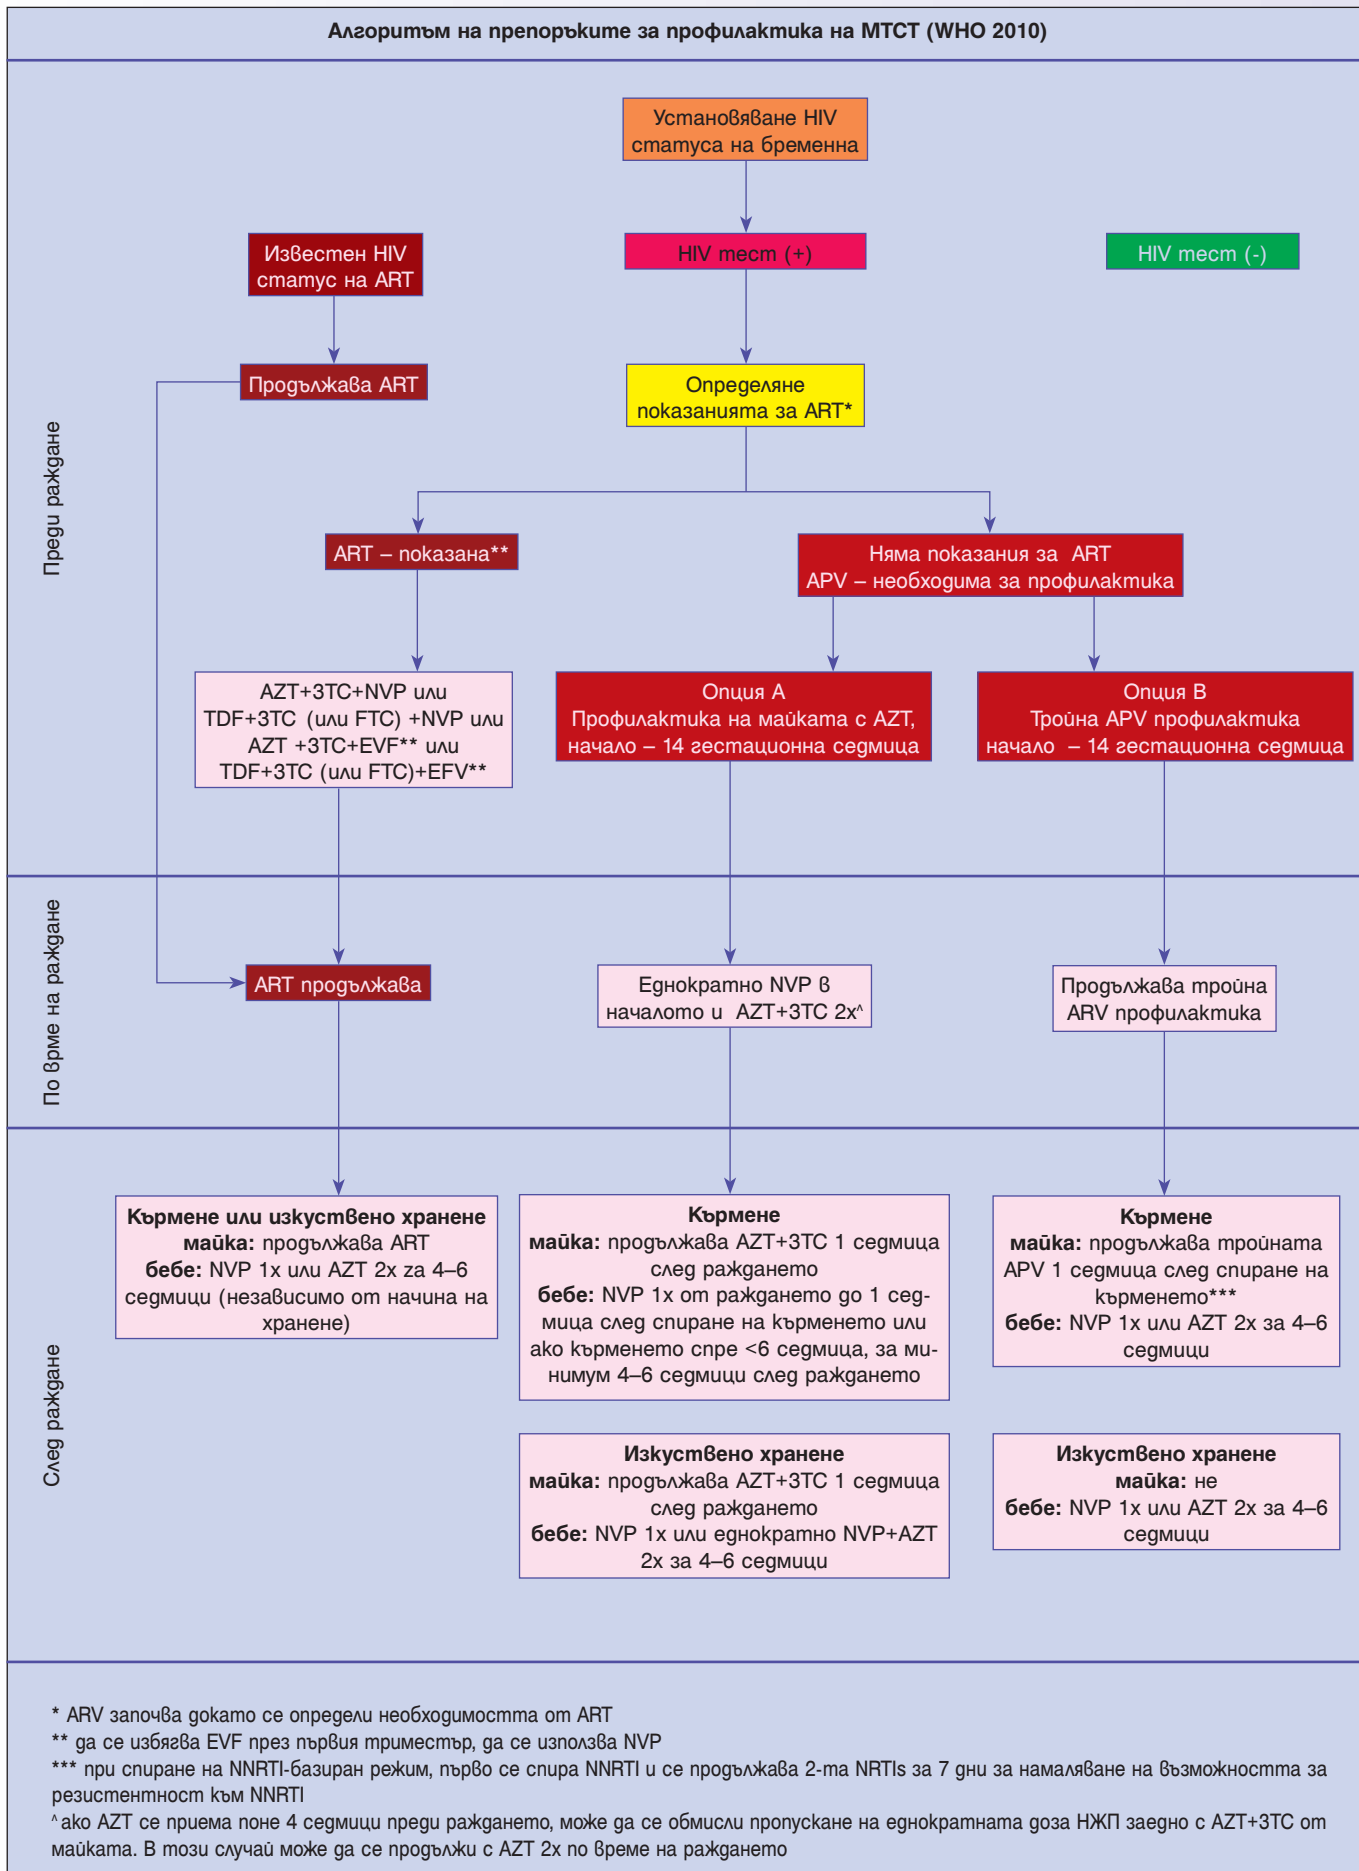 Алгоритъм на препоръките за профилактика на МТСТ (WHO 2010)
Преди раждане
Установяване HIV
статуса на бременна
Известен HIV
статус на ART
HIV тест (+)
HIV тест (-)
Продължава ART
Определяне
показанията за ART*
ART – показана**
Няма показания за ART
APV – необходима за профилактика
AZT+3TC+NVP или
TDF+3TC (или FTC) +NVP или
AZT +3TC+EVF** или
TDF+3TC (или FTC)+EFV**
Опция А
Профилактика на майката с AZT,
начало – 14 гестационна седмица
Опция В
Тройна APV профилактика
начало – 14 гестационна седмица
По врме на раждане
ART продължава
Еднократно NVP в
началото и AZT+3TC 2x^
Продължава тройна
ARV профилактика
След раждане
Кърмене или изкуствено хранене
майка: продължава ART
бебе: NVP 1x или AZT 2x zа 4–6
седмици (независимо от начина на
хранене)
Кърмене
майка: продължава AZT+3TC 1 седмица
след раждането
бебе: NVP 1x от раждането до 1 сед-
мица след спиране на кърменето или
ако кърменето спре <6 седмица, за ми-
нимум 4–6 седмици след раждането
Кърмене
майка: продължава тройната
APV 1 седмица след спиране на
кърменето***
бебе: NVP 1x или AZT 2x за 4–6
седмици
Изкуствено хранене
майка: продължава AZT+3TC 1 седмица
след раждането
бебе: NVP 1x или еднократно NVP+AZT
2x за 4–6 седмици
Изкуствено хранене
майка: не
бебе: NVP 1x или AZT 2x за 4–6
седмици
* ARV започва докато се определи необходимостта от ART
** да се избягва EVF през първия триместър, да се използва NVP
*** при спиране на NNRTI-базиран режим, първо се спира NNRTI и се продължава 2-та NRTIs за 7 дни за намаляване на възможността за
резистентност към NNRTI
^ ако AZT се приема поне 4 седмици преди раждането, може да се обмисли пропускане на еднократната доза НЖП заедно с AZT+3TC от
майката. В този случай може да се продължи с AZT 2x по време на раждането